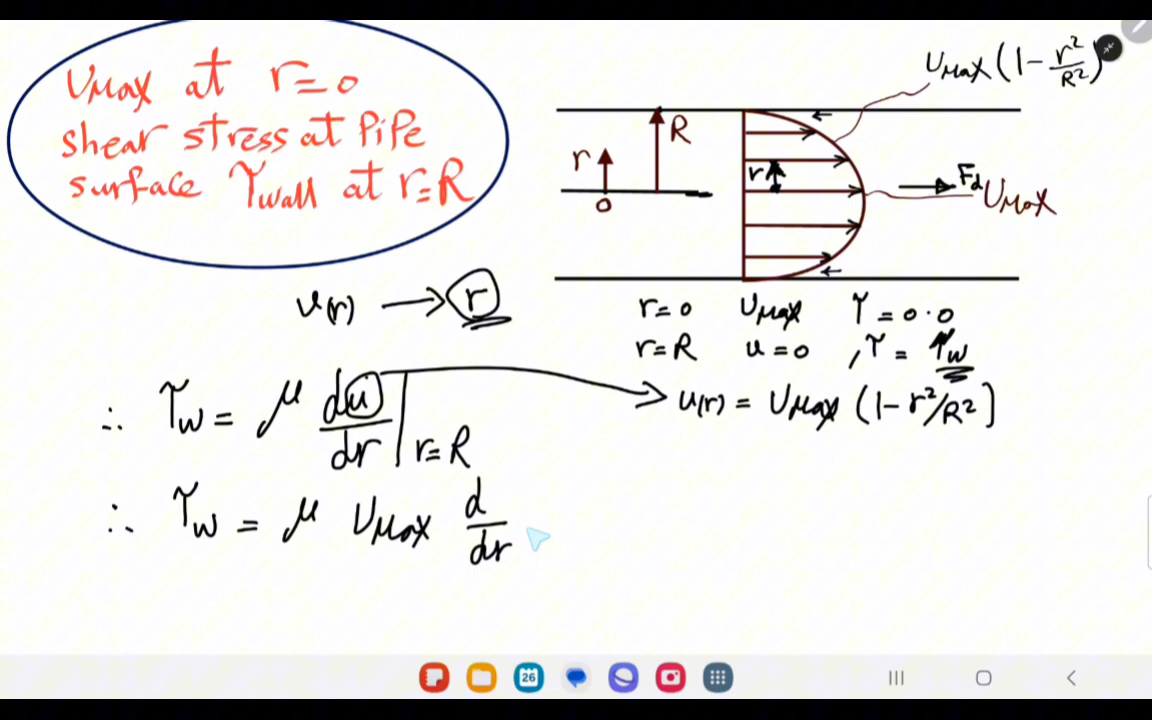 UMax at r=0
shear stress at PiPe
surface τwall at r=R
UMax(1-r²/R²)
R
r
0
r
Fd
UMax
u(r) → r
r=0 UMax τ=0.0
r=R u=0 , τ= τw
∴ τw = μ du/dr | r=R
u(r) = UMax (1-r²/R²)
∴ τw = μ UMax d/dr
26